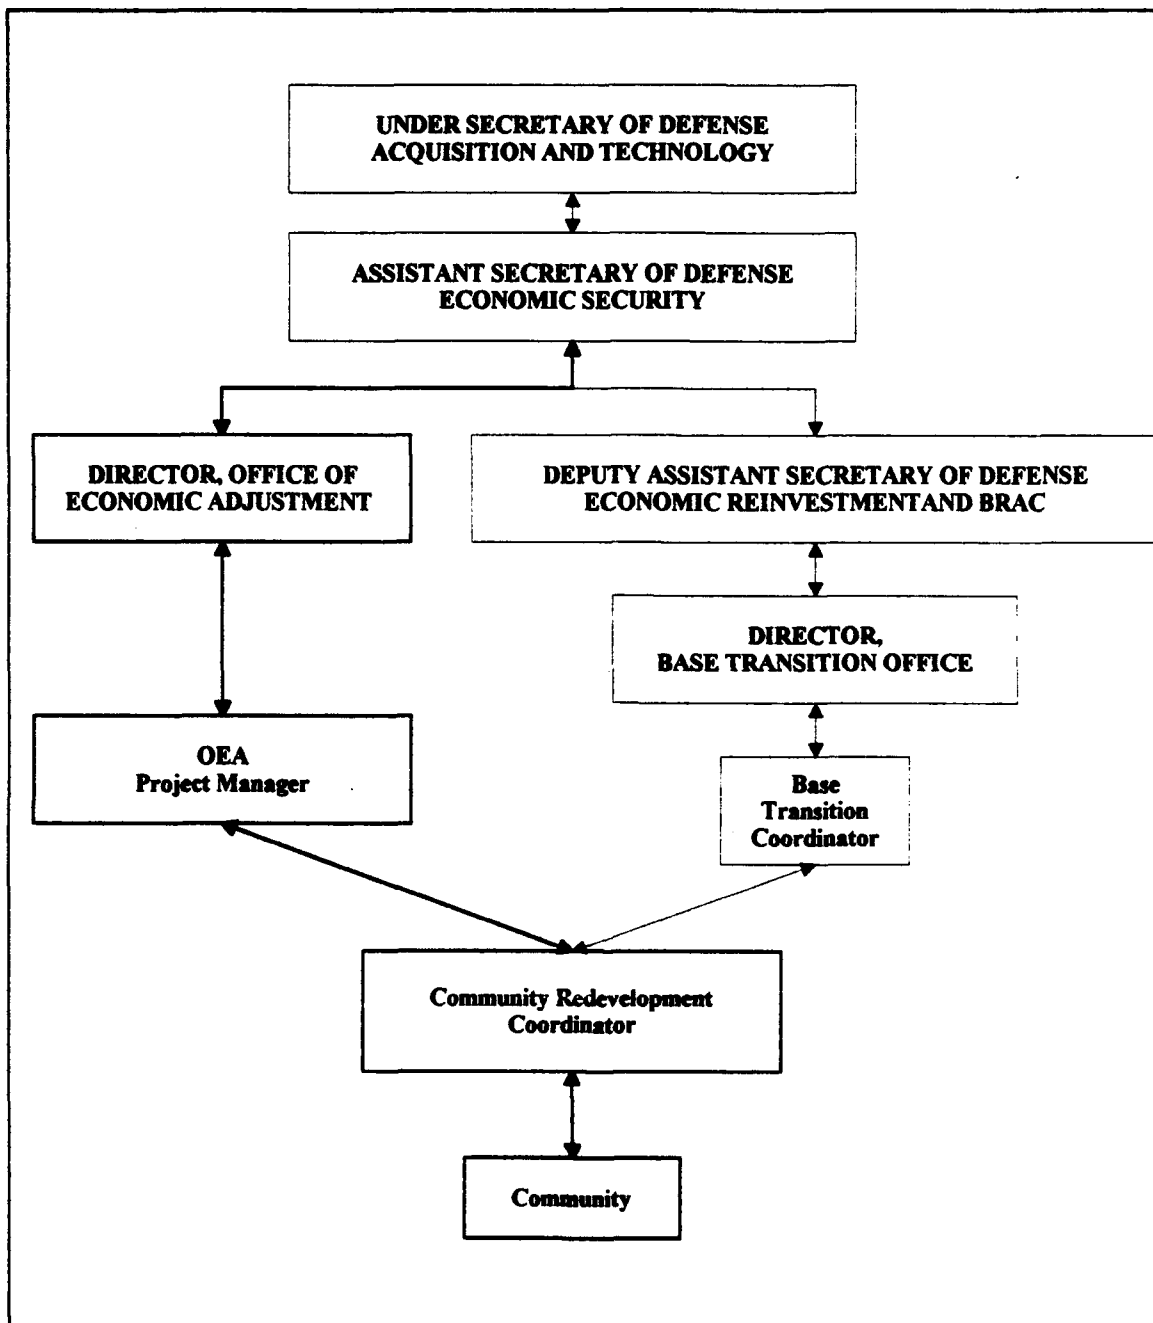 UNDER SECRETARY OF DEFENSE
ACQUISITION AND TECHNOLOGY
ASSISTANT SECRETARY OF DEFENSE
ECONOMIC SECURITY
DIRECTOR, OFFICE OF
ECONOMIC ADJUSTMENT
DEPUTY ASSISTANT SECRETARY OF DEFENSE
ECONOMIC REINVESTMENTAND BRAC
DIRECTOR,
BASE TRANSITION OFFICE
OEA
Project Manager
Base
Transition
Coordinator
Community Redevelopment
Coordinator
Community